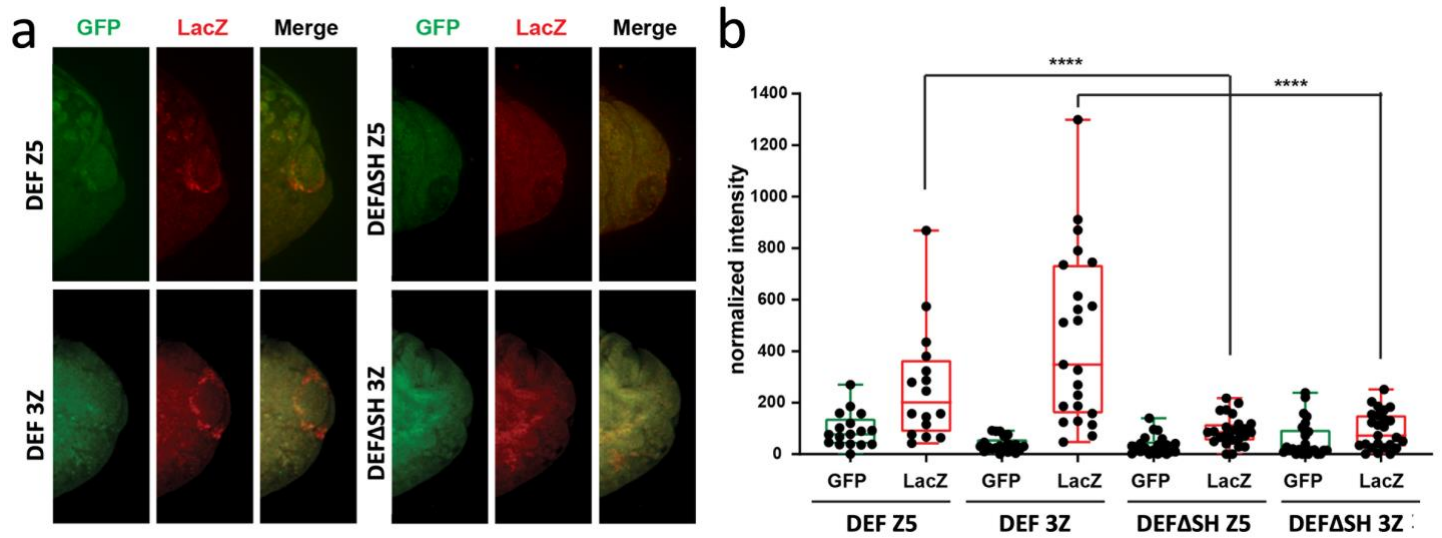 a
GFP LacZ Merge GFP LacZ Merge
DEF Z5
DEFΔSH Z5
DEF 3Z
DEFΔSH 3Z
b
****
****
normalized intensity
1400
1200
1000
800
600
400
200
0
GFP LacZ GFP LacZ GFP LacZ GFP LacZ
DEF Z5 DEF 3Z DEFΔSH Z5 DEFΔSH 3Z